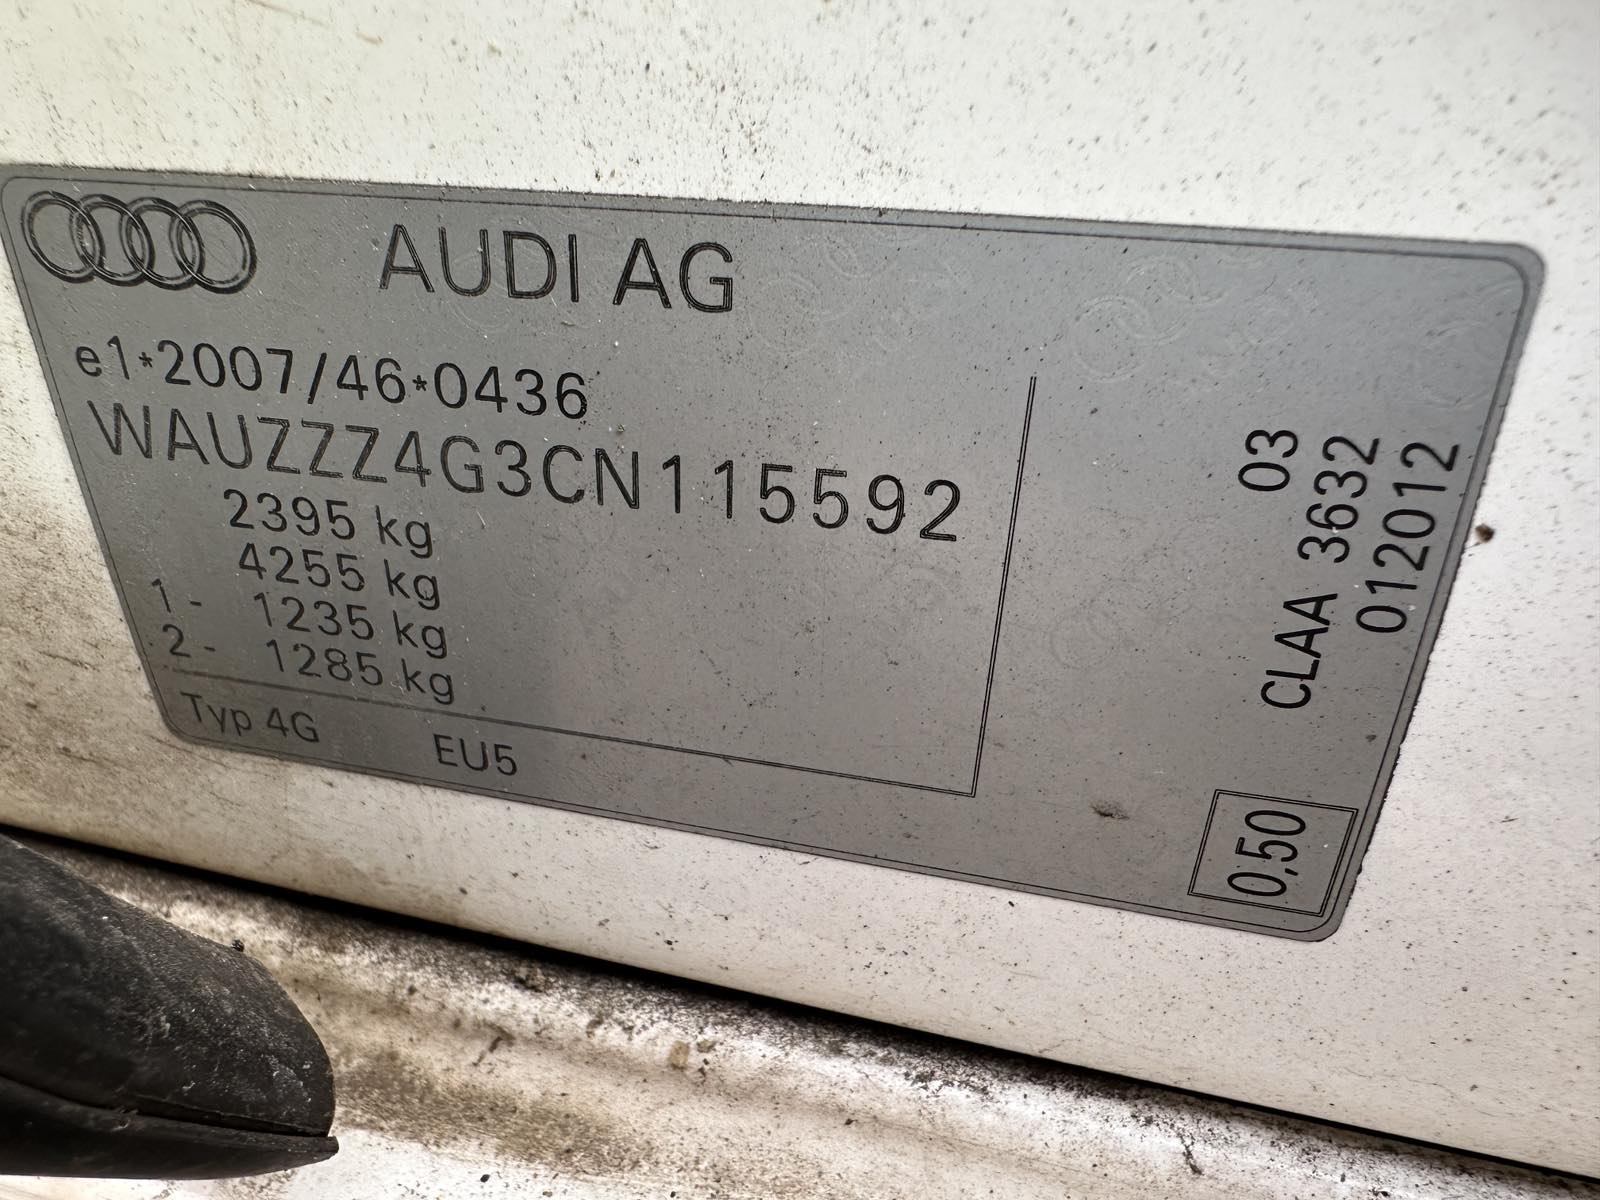 AUDI AG
e1*2007/46*0436
WAUZZZ4G3CN115592
2395 kg
4255 kg
1- 1235 kg
2- 1285 kg
Typ 4G EU5
03
CLAA 3632
012012
0,50